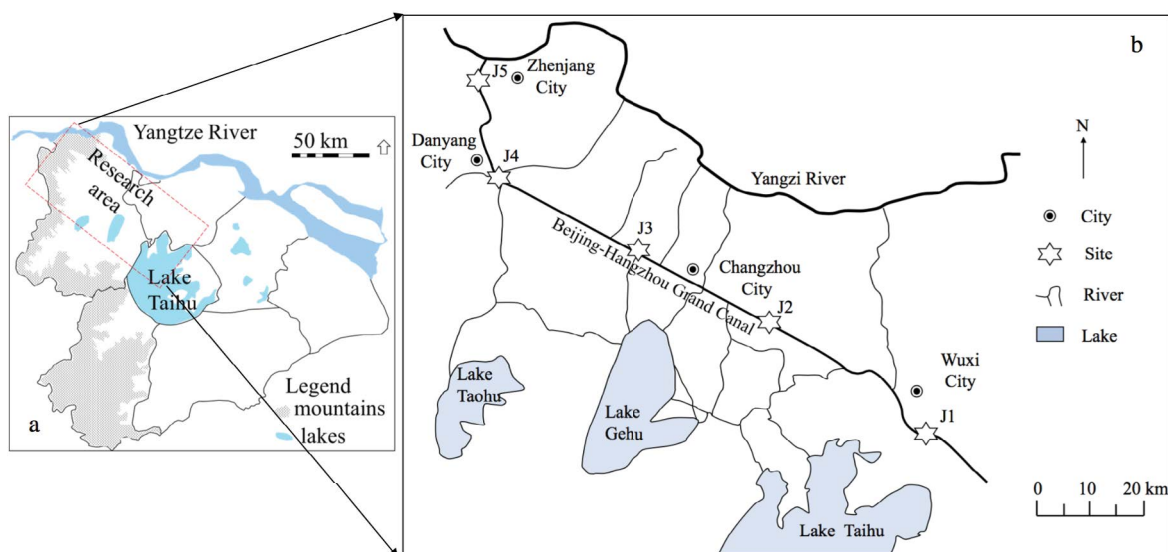 Yangtze River
50 km
Research
area
Lake
Taihu
Legend
mountains
lakes
a
b
J5
Zhenjang
City
Danyang
City
J4
Yangzi River
N
J3
Beijing-Hangzhou Grand Canal
Changzhou
City
J2
City
Site
River
Lake
Lake
Taohu
Lake
Gehu
Wuxi
City
J1
Lake Taihu
0 10 20 km